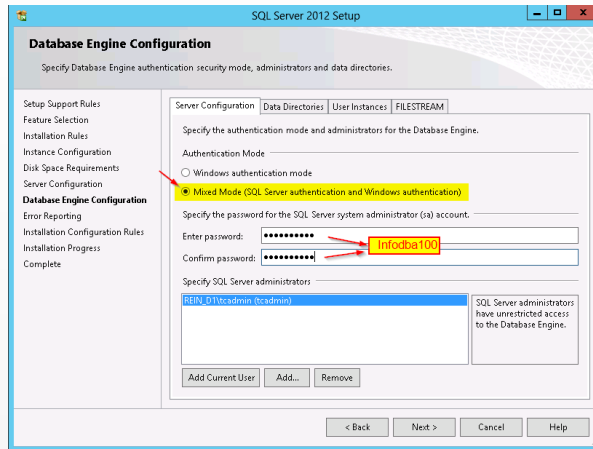 SQL Server 2012 Setup
Database Engine Configuration
Specify Database Engine authentication security mode, administrators and data directories.
Setup Support Rules
Feature Selection
Installation Rules
Instance Configuration
Disk Space Requirements
Server Configuration
Database Engine Configuration
Error Reporting
Installation Configuration Rules
Installation Progress
Complete
Server Configuration Data Directories User Instances FILESTREAM
Specify the authentication mode and administrators for the Database Engine.
Authentication Mode
Windows authentication mode
Mixed Mode (SQL Server authentication and Windows authentication)
Specify the password for the SQL Server system administrator (sa) account.
Enter password: ●●●●●●●●●●
Infodba100
Confirm password: ●●●●●●●●●●
Specify SQL Server administrators
REIN_D1\tcadmin (tcadmin)
SQL Server administrators
have unrestricted access
to the Database Engine.
Add Current User Add... Remove
< Back Next > Cancel Help